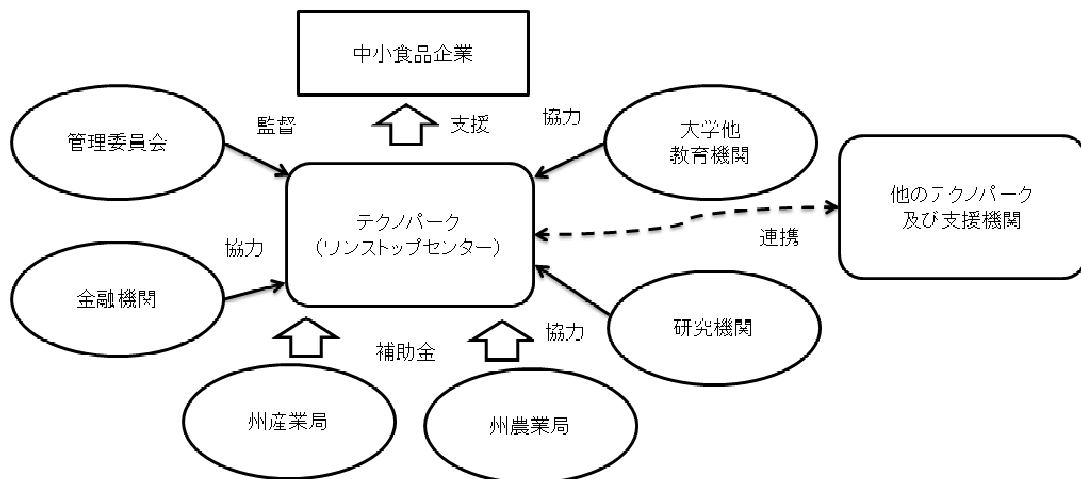 中小食品企業
管理委員会
監督
支援
協力
大学他
教育機関
他のテクノパーク
及び支援機関
テクノパーク
（リンストップセンター）
連携
協力
金融機関
協力
研究機関
補助金
州産業局
州農業局